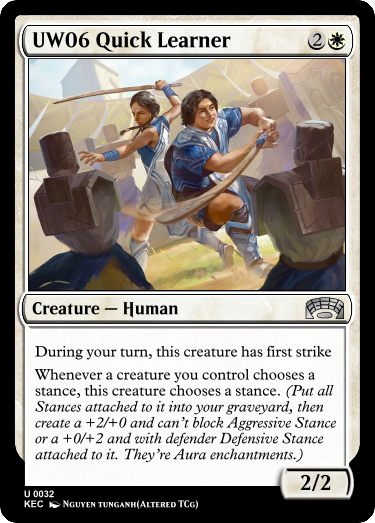 UW06 Quick Learner 2
Creature — Human
During your turn, this creature has first strike
Whenever a creature you control chooses a
stance, this creature chooses a stance. (Put all
Stances attached to it into your graveyard, then
create a +2/+0 and can't block Aggressive Stance
or a +0/+2 and with defender Defensive Stance
attached to it. They're Aura enchantments.)
2/2
U 0032
KEC Nguyen tunganh(Altered TCg)